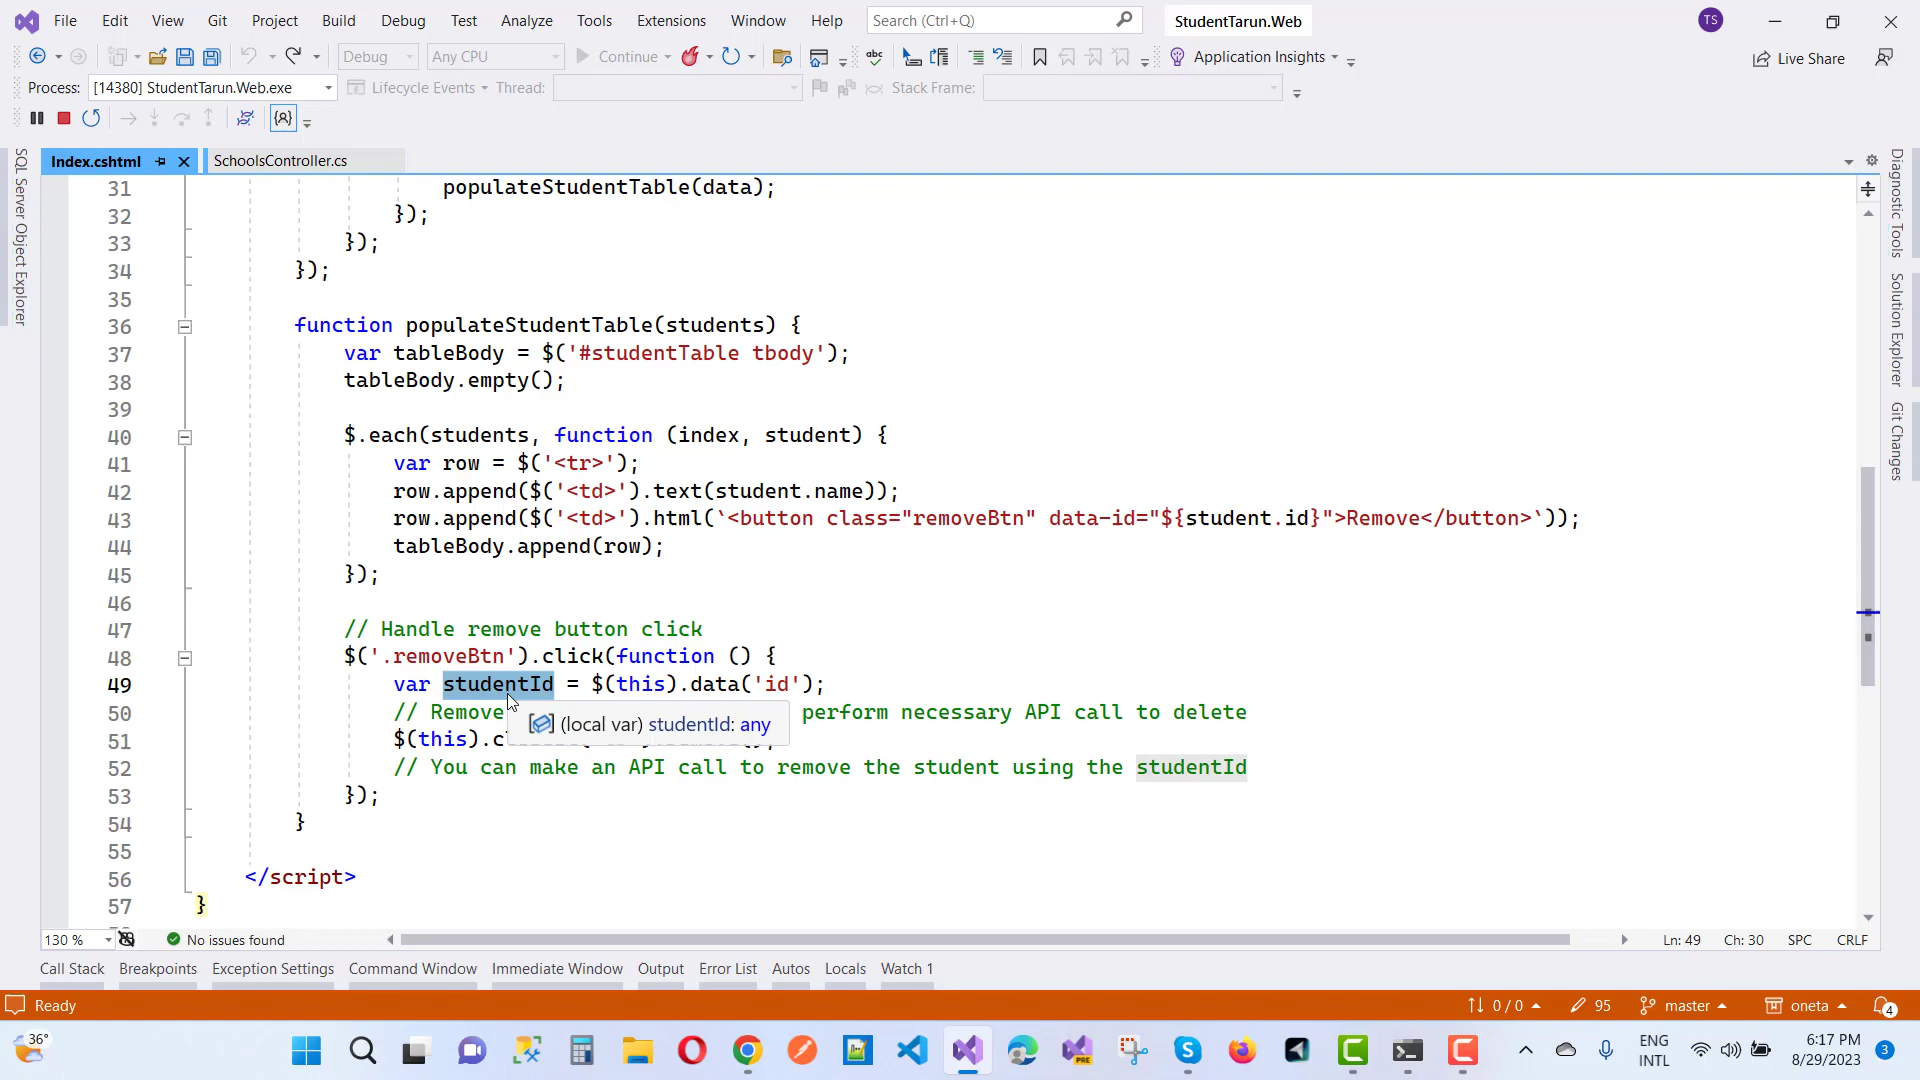 File Edit View Git Project Build Debug Test Analyze Tools Extensions Window Help Search (Ctrl+Q) StudentTarun.Web TS
Debug Any CPU Continue abc Application Insights Live Share
Process: [14380] StudentTarun.Web.exe Lifecycle Events Thread: Stack Frame:
SQL Server Object Explorer
Index.cshtml SchoolsController.cs
31 populateStudentTable(data);
32 });
33 });
34 });
35
36 function populateStudentTable(students) {
37 var tableBody = $('#studentTable tbody');
38 tableBody.empty();
39
40 $.each(students, function (index, student) {
41 var row = $('<tr>');
42 row.append($('<td>').text(student.name));
43 row.append($('<td>').html(`<button class="removeBtn" data-id="${student.id}">Remove</button>`));
44 tableBody.append(row);
45 });
46
47 // Handle remove button click
48 $('.removeBtn').click(function () {
49 var studentId = $(this).data('id');
50 // Remove perform necessary API call to delete
(local var) studentId: any
51 $(this).c
52 // You can make an API call to remove the student using the studentId
53 });
54 }
55
56 </script>
57 }
Diagnostic Tools
Solution Explorer
Git Changes
130 % No issues found Ln: 49 Ch: 30 SPC CRLF
Call Stack Breakpoints Exception Settings Command Window Immediate Window Output Error List Autos Locals Watch 1
Ready 0 / 0 95 master oneta 4
36° PRE ENG INTL 6:17 PM 8/29/2023 3